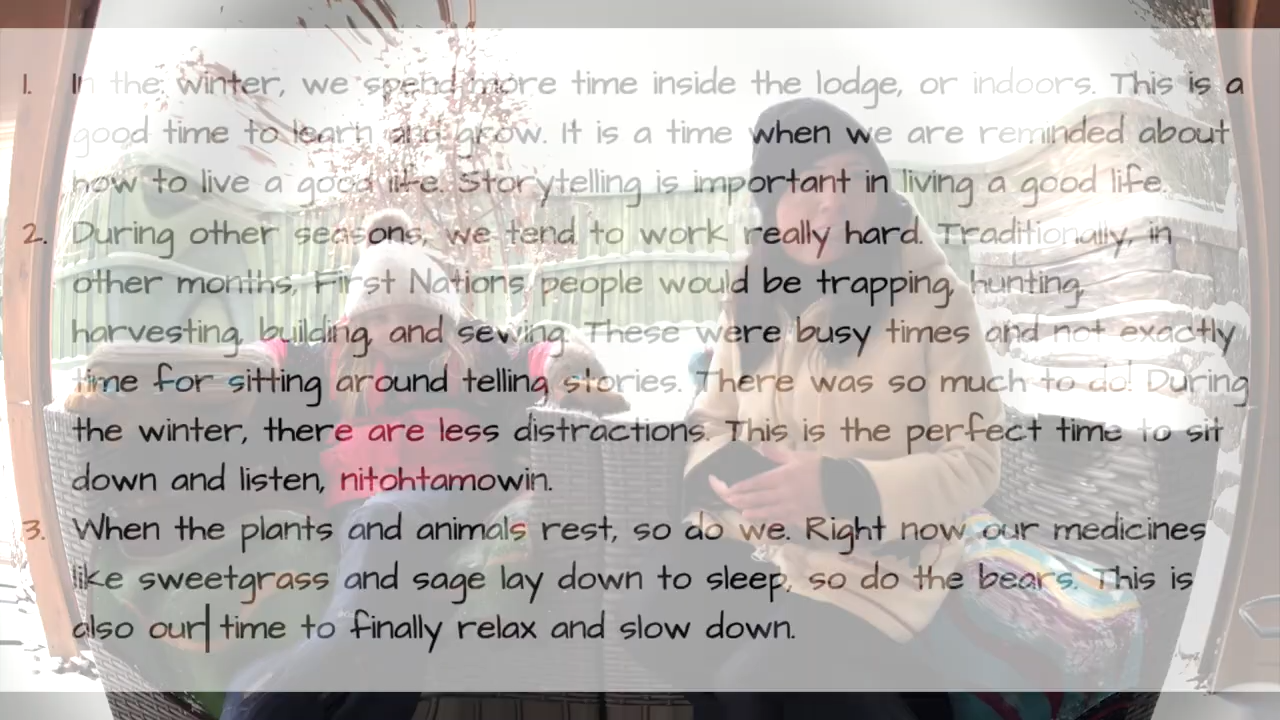 1. In the winter, we spend more time inside the lodge, or indoors. This is a
good time to learn and grow. It is a time when we are reminded about
how to live a good life. Storytelling is important in living a good life.
2. During other seasons, we tend to work really hard. Traditionally, in
other months, First Nations people would be trapping, hunting,
harvesting, building, and sewing. These were busy times and not exactly
time for sitting around telling stories. There was so much to do! During
the winter, there are less distractions. This is the perfect time to sit
down and listen, nitohtamowin.
3. When the plants and animals rest, so do we. Right now our medicines
like sweetgrass and sage lay down to sleep, so do the bears. This is
also our time to finally relax and slow down.